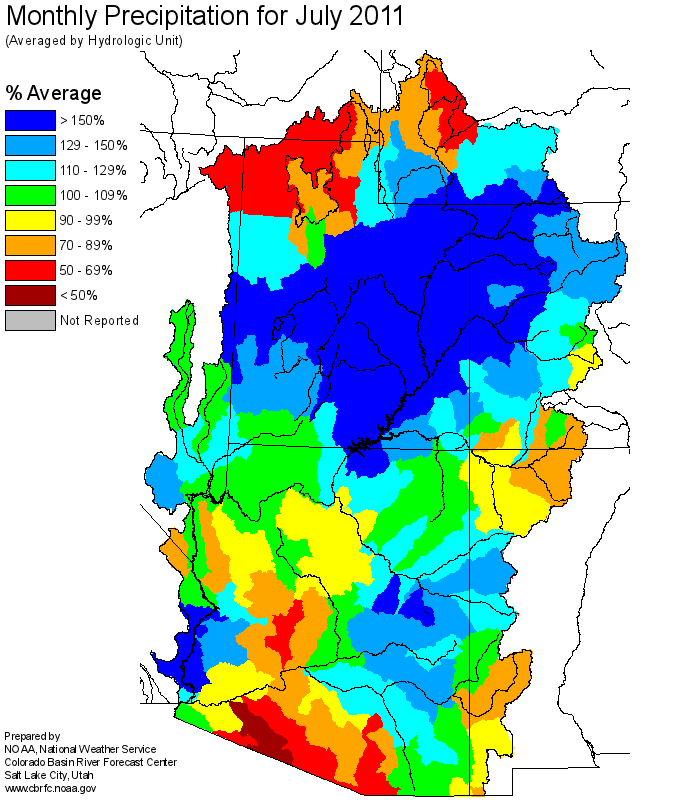 Monthly Precipitation for July 2011
(Averaged by Hydrologic Unit)
% Average
> 150%
129 - 150%
110 - 129%
100 - 109%
90 - 99%
70 - 89%
50 - 69%
< 50%
Not Reported
Prepared by
NOAA, National Weather Service
Colorado Basin River Forecast Center
Salt Lake City, Utah
www.cbrfc.noaa.gov